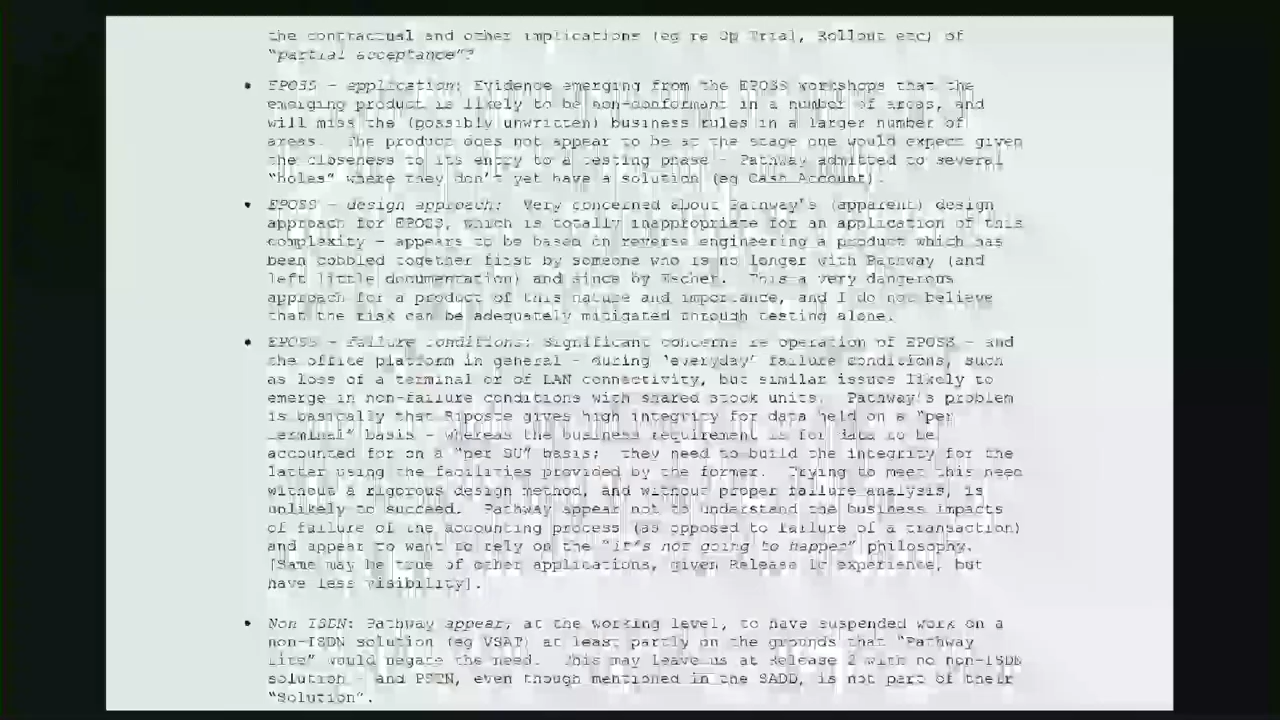 the contractual and other implications (eg re Op Trial, Rollout etc) of
"partial acceptance"?
• EPOSS - application: Evidence emerging from the EPOSS workshops that the
emerging product is likely to be non-conformant in a number of areas, and
will miss the (possibly unwritten) business rules in a larger number of
areas. The product does not appear to be at the stage one would expect given
the closeness to its entry to a testing phase - Pathway admitted to several
"holes" where they don't yet have a solution (eg Cash Account).
• EPOSS - design approach: Very concerned about Pathway's (apparent) design
approach for EPOSS, which is totally inappropriate for an application of this
complexity - appears to be based on reverse engineering a product which has
been cobbled together first by someone who is no longer with Pathway (and
left little documentation) and since by Escher. This a very dangerous
approach for a product of this nature and importance, and I do not believe
that the risk can be adequately mitigated through testing alone.
• EPOSS - failure conditions: Significant concerns re operation of EPOSS - and
the office platform in general - during 'everyday' failure conditions, such
as loss of a terminal or of LAN connectivity, but similar issues likely to
emerge in non-failure conditions with shared stock units. Pathway's problem
is basically that Riposte gives high integrity for data held on a "per
terminal" basis - whereas the business requirement is for data to be
accounted for on a "per SU" basis; they need to build the integrity for the
latter using the facilities provided by the former. Trying to meet this need
without a rigorous design method, and without proper failure analysis, is
unlikely to succeed. Pathway appear not to understand the business impacts
of failure of the accounting process (as opposed to failure of a transaction)
and appear to want to rely on the "it's not going to happen" philosophy.
[Same may be true of other applications, given Release 1c experience, but
have less visibility].
• Non ISDN: Pathway appear, at the working level, to have suspended work on a
non-ISDN solution (eg VSAT) at least partly on the grounds that "Pathway
Lite" would negate the need. This may leave us at Release 2 with no non-ISDN
solution - and PSTN, even though mentioned in the SADD, is not part of their
"Solution".